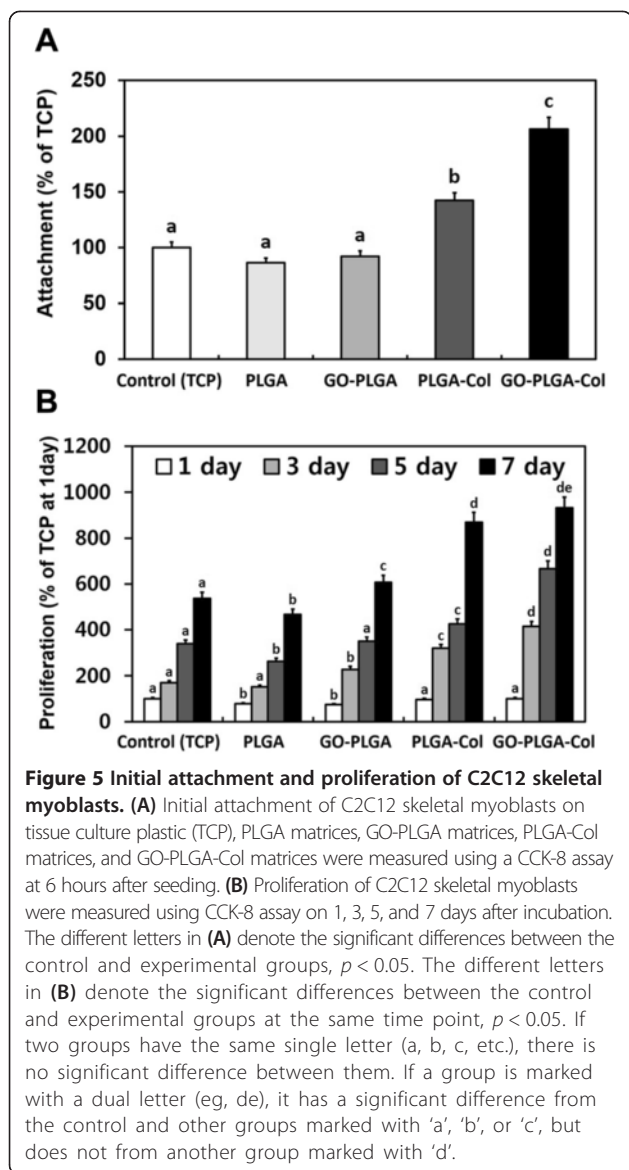 A
Attachment (% of TCP)
250
200
150
100
50
0
a
a
a
b
c
Control (TCP) PLGA GO-PLGA PLGA-Col GO-PLGA-Col
B
Proliferation (% of TCP at 1day)
1200
1000
800
600
400
200
0
1 day 3 day 5 day 7 day
a a a a
b a b b
b b a c
a c c d
a d d de
Control (TCP) PLGA GO-PLGA PLGA-Col GO-PLGA-Col
Figure 5 Initial attachment and proliferation of C2C12 skeletal
myoblasts. (A) Initial attachment of C2C12 skeletal myoblasts on
tissue culture plastic (TCP), PLGA matrices, GO-PLGA matrices, PLGA-Col
matrices, and GO-PLGA-Col matrices were measured using a CCK-8 assay
at 6 hours after seeding. (B) Proliferation of C2C12 skeletal myoblasts
were measured using CCK-8 assay on 1, 3, 5, and 7 days after incubation.
The different letters in (A) denote the significant differences between the
control and experimental groups, p < 0.05. The different letters
in (B) denote the significant differences between the control
and experimental groups at the same time point, p < 0.05. If
two groups have the same single letter (a, b, c, etc.), there is
no significant difference between them. If a group is marked
with a dual letter (eg, de), it has a significant difference from
the control and other groups marked with ‘a’, ‘b’, or ‘c’, but
does not from another group marked with ‘d’.